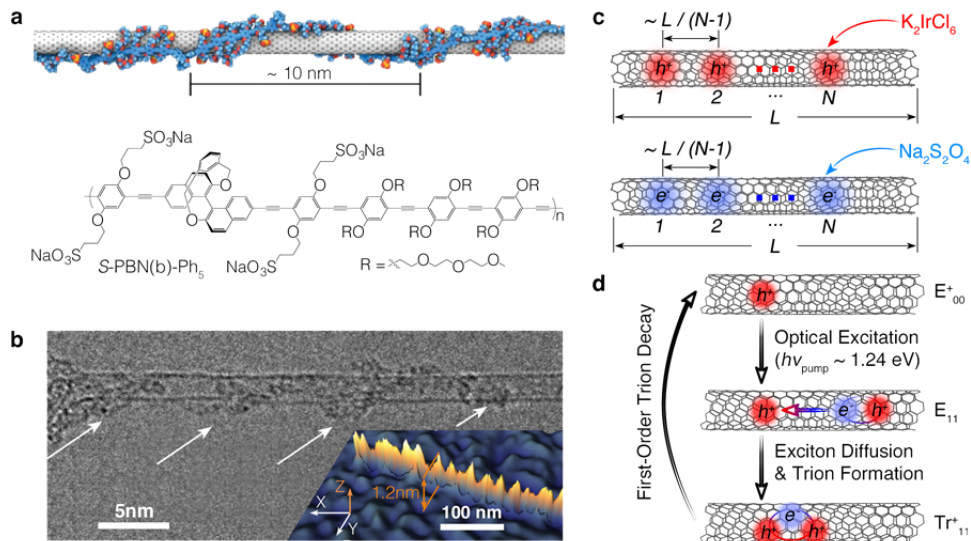 a
~ 10 nm
SO₃Na
SO₃Na
O
O
O
OR
OR
OR
O
O
O
n
NaO₃S
NaO₃S
RO
RO
RO
S-PBN(b)-Ph₅
R =
O
O
O
b
5nm
Z
X
Y
1.2nm
100 nm
c
K₂IrCl₆
~ L / (N-1)
h⁺ h⁺ h⁺
1 2 ... N
L
Na₂S₂O₄
~ L / (N-1)
e⁻ e⁻ e⁻
1 2 ... N
L
d
First-Order Trion Decay
h⁺
E⁺₀₀
Optical Excitation
(hνpump ~ 1.24 eV)
h⁺ e⁻ h⁺
E₁₁
Exciton Diffusion
& Trion Formation
e⁻
h⁺ h⁺
Tr⁺₁₁